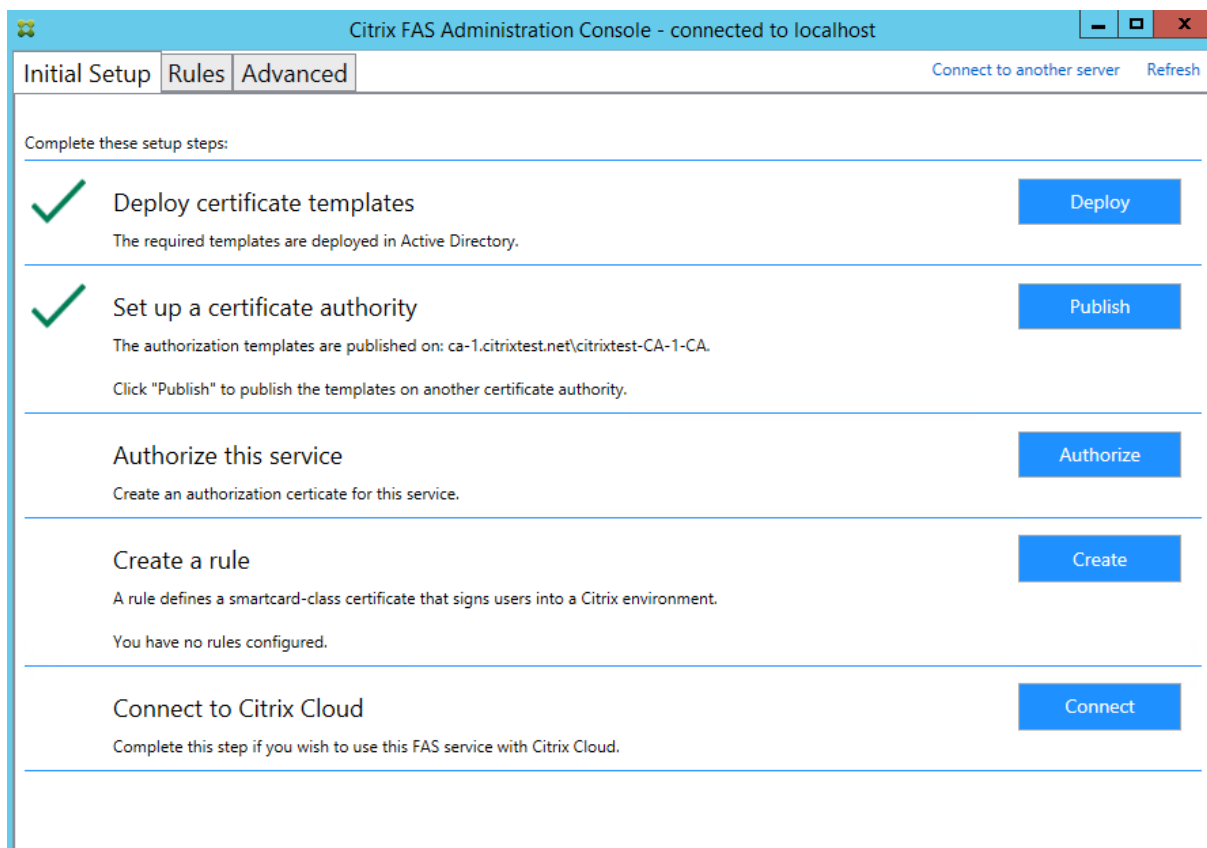 Citrix FAS Administration Console - connected to localhost
Initial Setup Rules Advanced Connect to another server Refresh
Complete these setup steps:
Deploy certificate templates Deploy
The required templates are deployed in Active Directory.
Set up a certificate authority Publish
The authorization templates are published on: ca-1.citrixtest.net\citrixtest-CA-1-CA.
Click "Publish" to publish the templates on another certificate authority.
Authorize this service Authorize
Create an authorization certicate for this service.
Create a rule Create
A rule defines a smartcard-class certificate that signs users into a Citrix environment.
You have no rules configured.
Connect to Citrix Cloud Connect
Complete this step if you wish to use this FAS service with Citrix Cloud.